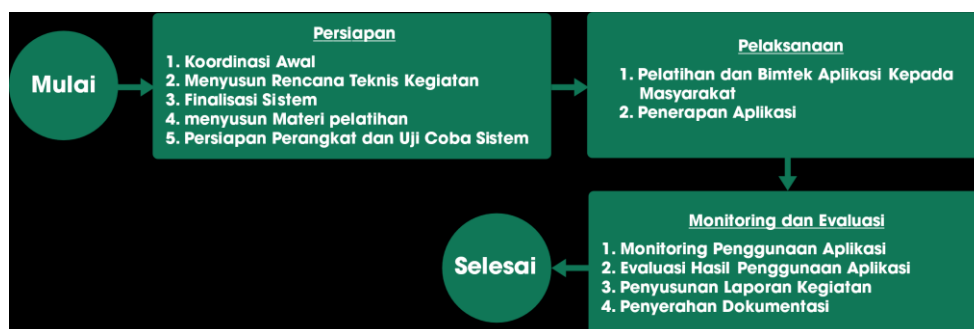 Mulai
Persiapan
1. Koordinasi Awal
2. Menyusun Rencana Teknis Kegiatan
3. Finalisasi Sistem
4. menyusun Materi pelatihan
5. Persiapan Perangkat dan Uji Coba Sistem
Pelaksanaan
1. Pelatihan dan Bimtek Aplikasi Kepada
Masyarakat
2. Penerapan Aplikasi
Monitoring dan Evaluasi
1. Monitoring Penggunaan Aplikasi
2. Evaluasi Hasil Penggunaan Aplikasi
3. Penyusunan Laporan Kegiatan
4. Penyerahan Dokumentasi
Selesai